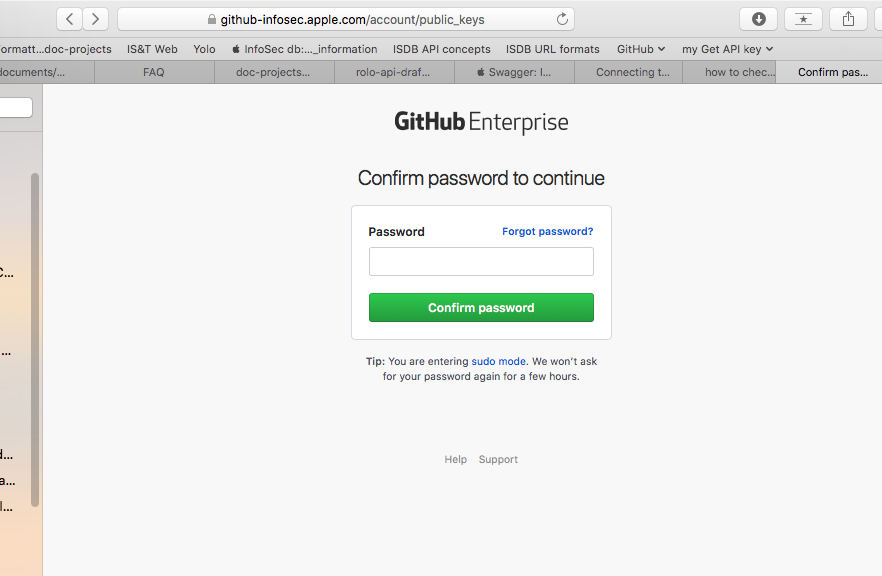 github-infosec.apple.com/account/public_keys
ormatt...doc-projects IS&T Web Yolo InfoSec db:..._information ISDB API concepts ISDB URL formats GitHub my Get API key
documents/... FAQ doc-projects... rolo-api-draf... Swagger: I... Connecting t... how to chec... Confirm pas...
GitHub Enterprise
Confirm password to continue
Password Forgot password?
Confirm password
Tip: You are entering sudo mode. We won't ask
for your password again for a few hours.
Help Support
C...
...
d...
a...
l...